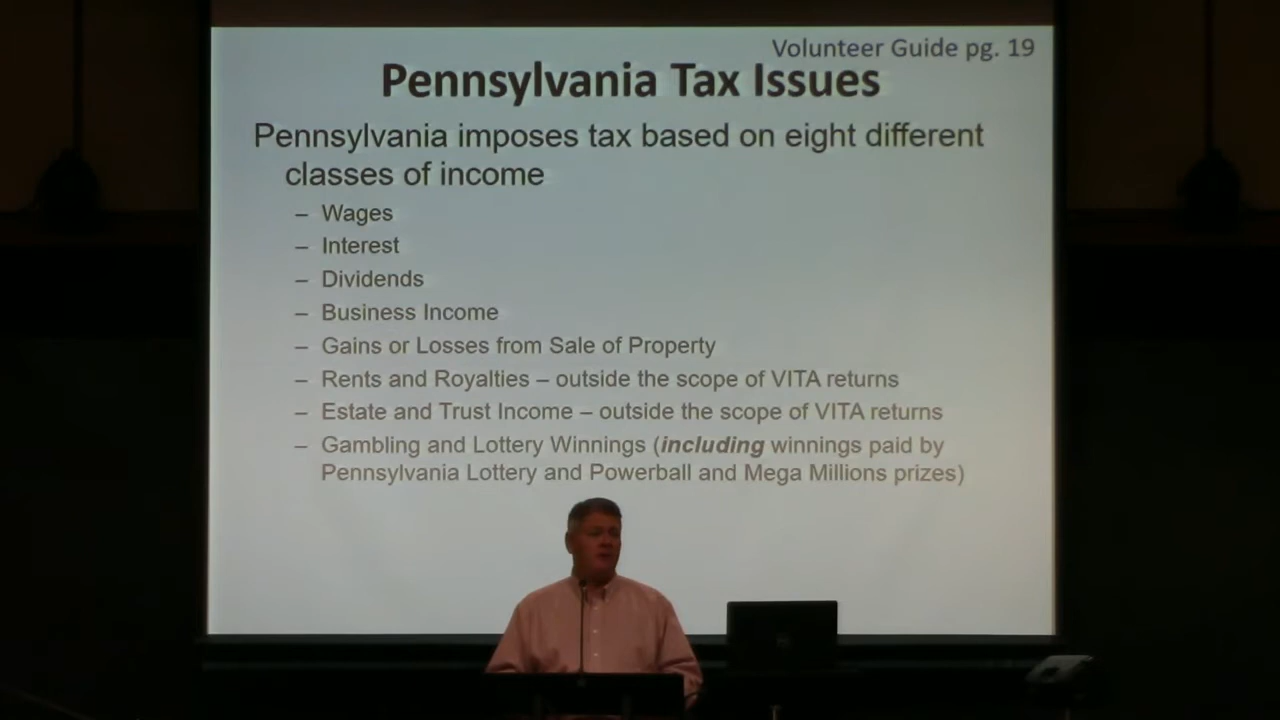 Volunteer Guide pg. 19
Pennsylvania Tax Issues
Pennsylvania imposes tax based on eight different
classes of income
– Wages
– Interest
– Dividends
– Business Income
– Gains or Losses from Sale of Property
– Rents and Royalties – outside the scope of VITA returns
– Estate and Trust Income – outside the scope of VITA returns
– Gambling and Lottery Winnings (including winnings paid by
Pennsylvania Lottery and Powerball and Mega Millions prizes)